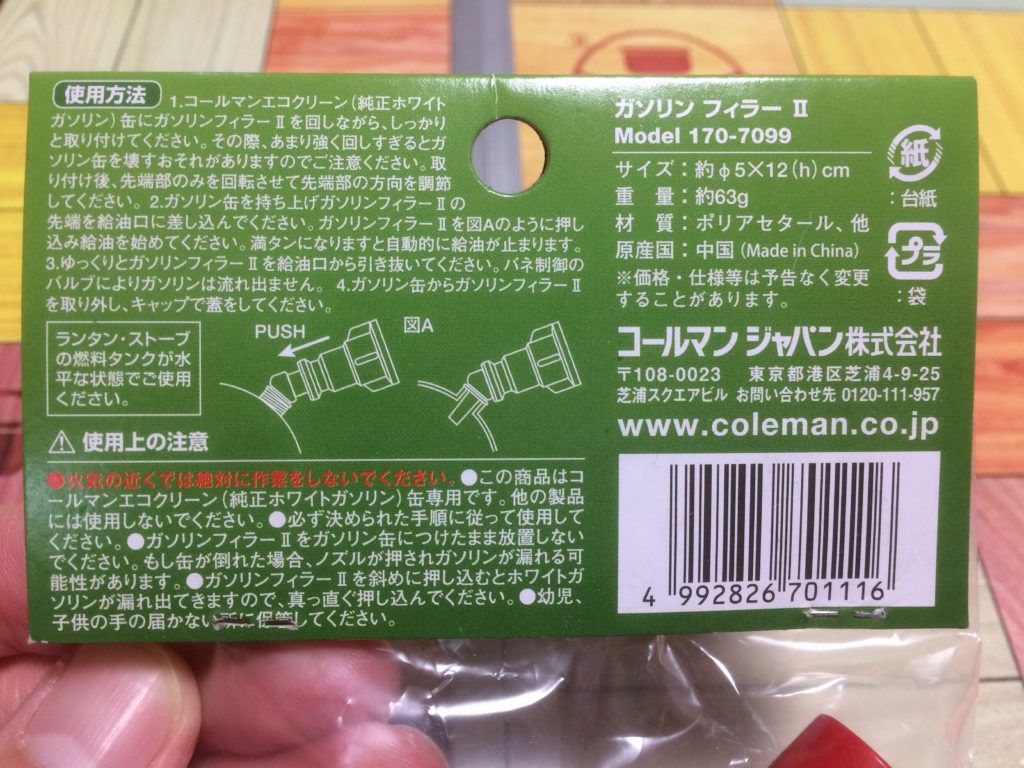 使用方法
1.コールマンエコクリーン(純正ホワイト
ガソリン)缶にガソリンフィラーⅡを回しながら、しっかり
と取り付けてください。その際、あまり強く回しすぎるとガ
ソリン缶を壊すおそれがありますのでご注意ください。取
り付け後、先端部のみを回転させて先端部の方向を調節
してください。2.ガソリン缶を持ち上げガソリンフィラーⅡの
先端を給油口に差し込んでください。ガソリンフィラーⅡを図Aのように押し
込み給油を始めてください。満タンになりますと自動的に給油が止まります。
3.ゆっくりとガソリンフィラーⅡを給油口から引き抜いてください。バネ制御の
バルブによりガソリンは流れ出ません。 4.ガソリン缶からガソリンフィラーⅡ
を取り外し、キャップで蓋をしてください。
ランタン・ストーブ
の燃料タンクが水
平な状態でご使用
ください。
PUSH
図A
使用上の注意
●火気の近くでは絶対に作業をしないでください。●この商品はコ
ールマンエコクリーン(純正ホワイトガソリン)缶専用です。他の製品
には使用しないでください。●必ず決められた手順に従って使用して
ください。●ガソリンフィラーⅡをガソリン缶につけたまま放置しない
でください。もし缶が倒れた場合、ノズルが押されガソリンが漏れる可
能性があります。●ガソリンフィラーⅡを斜めに押し込むとホワイトガ
ソリンが漏れ出てきますので、真っ直ぐ押し込んでください。●幼児、
子供の手の届かない所に保管してください。
ガソリン フィラー Ⅱ
Model 170-7099
サイズ:約φ5×12(h)cm
重 量:約63g
材 質:ポリアセタール、他
原産国:中国(Made in China)
※価格・仕様等は予告なく変更
することがあります。
紙
:台紙
プラ
:袋
コールマン ジャパン株式会社
〒108-0023 東京都港区芝浦4-9-25
芝浦スクエアビル お問い合わせ先 0120-111-957
www.coleman.co.jp
4 992826 701116